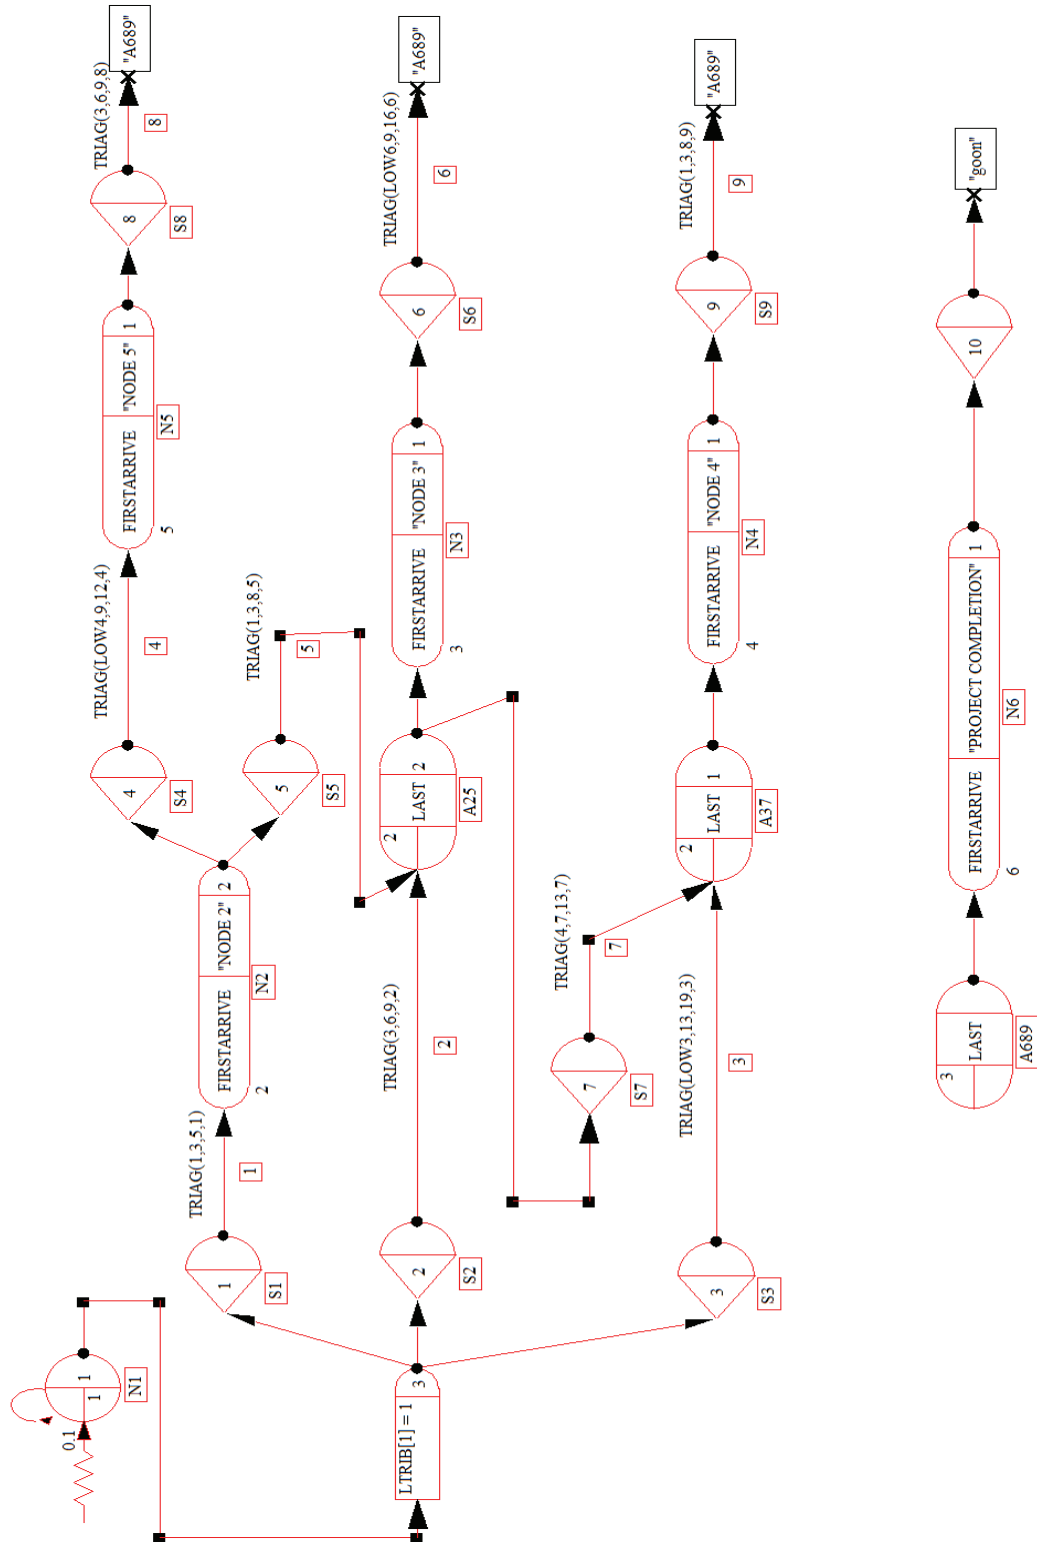 0.1
1
1
N1
LTRIB[1] = 1
3
1
S1
TRIAG(1,3,5,1)
1
FIRSTARRIVE
"NODE 2"
2
2
N2
4
S4
TRIAG(LOW4,9,12,4)
4
FIRSTARRIVE
"NODE 5"
1
5
N5
8
S8
TRIAG(3,6,9,8)
8
"A689"
5
S5
TRIAG(1,3,8,5)
5
2
S2
TRIAG(3,6,9,2)
2
2
LAST
2
A25
FIRSTARRIVE
"NODE 3"
1
3
N3
6
S6
TRIAG(LOW6,9,16,6)
6
"A689"
7
S7
TRIAG(4,7,13,7)
7
3
S3
TRIAG(LOW3,13,19,3)
3
2
LAST
1
A37
FIRSTARRIVE
"NODE 4"
1
4
N4
9
S9
TRIAG(1,3,8,9)
9
"A689"
3
LAST
A689
FIRSTARRIVE
"PROJECT COMPLETION"
1
6
N6
10
"goon"